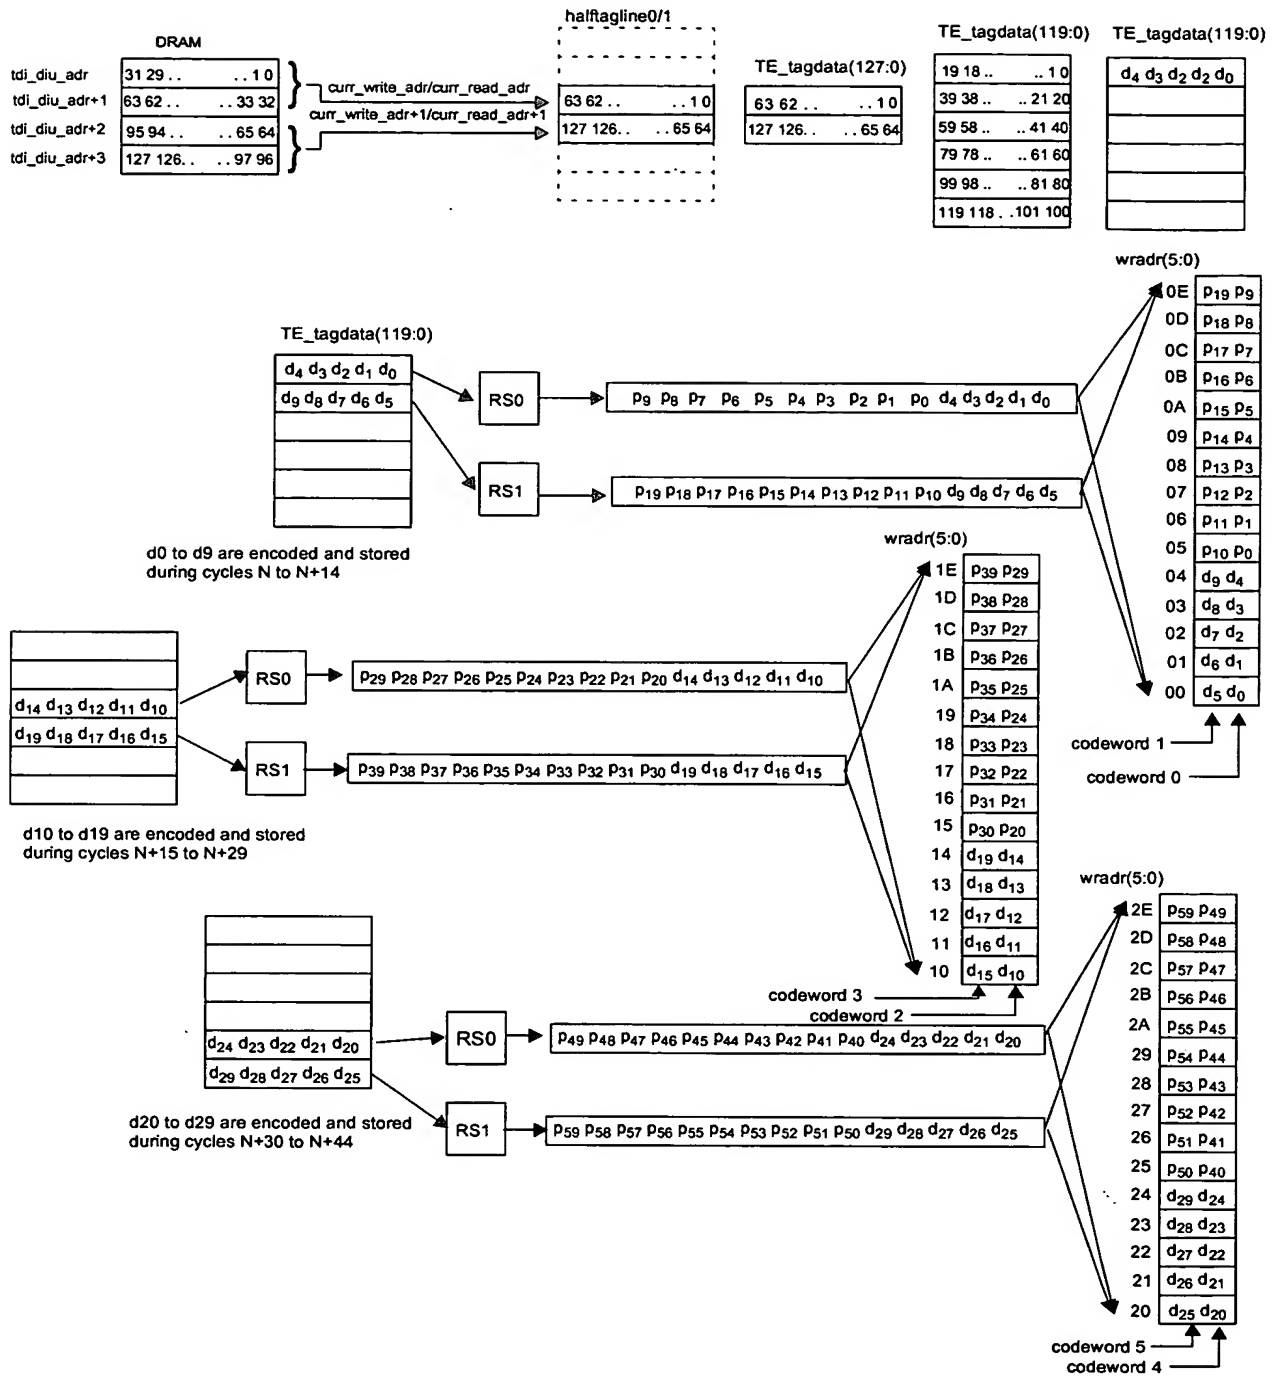 halftagline0/1
DRAM
TE_tagdata(127:0)
TE_tagdata(119:0)
TE_tagdata(119:0)
tdi_diu_adr
31 29 . . . . 1 0
tdi_diu_adr+1
63 62 . . . . 33 32
tdi_diu_adr+2
95 94 . . . . 65 64
tdi_diu_adr+3
127 126. . . . 97 96
curr_write_adr/curr_read_adr
curr_write_adr+1/curr_read_adr+1
63 62 . . . . 1 0
127 126. . . . 65 64
63 62 . . . . 1 0
127 126. . . . 65 64
19 18 .. . . 1 0
39 38 .. . . 21 20
59 58 .. . . 41 40
79 78 .. . . 61 60
99 98 .. . . 81 80
119 118 . . 101 100
d4 d3 d2 d2 d0
TE_tagdata(119:0)
d4 d3 d2 d1 d0
d9 d8 d7 d6 d5
RS0
RS1
p9 p8 p7 p6 p5 p4 p3 p2 p1 p0 d4 d3 d2 d1 d0
p19 p18 p17 p16 p15 p14 p13 p12 p11 p10 d9 d8 d7 d6 d5
d0 to d9 are encoded and stored
during cycles N to N+14
wradr(5:0)
0E p19 p9
0D p18 p8
0C p17 p7
0B p16 p6
0A p15 p5
09 p14 p4
08 p13 p3
07 p12 p2
06 p11 p1
05 p10 p0
04 d9 d4
03 d8 d3
02 d7 d2
01 d6 d1
00 d5 d0
codeword 1
codeword 0
d14 d13 d12 d11 d10
d19 d18 d17 d16 d15
RS0
RS1
p29 p28 p27 p26 p25 p24 p23 p22 p21 p20 d14 d13 d12 d11 d10
p39 p38 p37 p36 p35 p34 p33 p32 p31 p30 d19 d18 d17 d16 d15
d10 to d19 are encoded and stored
during cycles N+15 to N+29
wradr(5:0)
1E p39 p29
1D p38 p28
1C p37 p27
1B p36 p26
1A p35 p25
19 p34 p24
18 p33 p23
17 p32 p22
16 p31 p21
15 p30 p20
14 d19 d14
13 d18 d13
12 d17 d12
11 d16 d11
10 d15 d10
codeword 3
codeword 2
d24 d23 d22 d21 d20
d29 d28 d27 d26 d25
RS0
RS1
p49 p48 p47 p46 p45 p44 p43 p42 p41 p40 d24 d23 d22 d21 d20
p59 p58 p57 p56 p55 p54 p53 p52 p51 p50 d29 d28 d27 d26 d25
d20 to d29 are encoded and stored
during cycles N+30 to N+44
wradr(5:0)
2E p59 p49
2D p58 p48
2C p57 p47
2B p56 p46
2A p55 p45
29 p54 p44
28 p53 p43
27 p52 p42
26 p51 p41
25 p50 p40
24 d29 d24
23 d28 d23
22 d27 d22
21 d26 d21
20 d25 d20
codeword 5
codeword 4